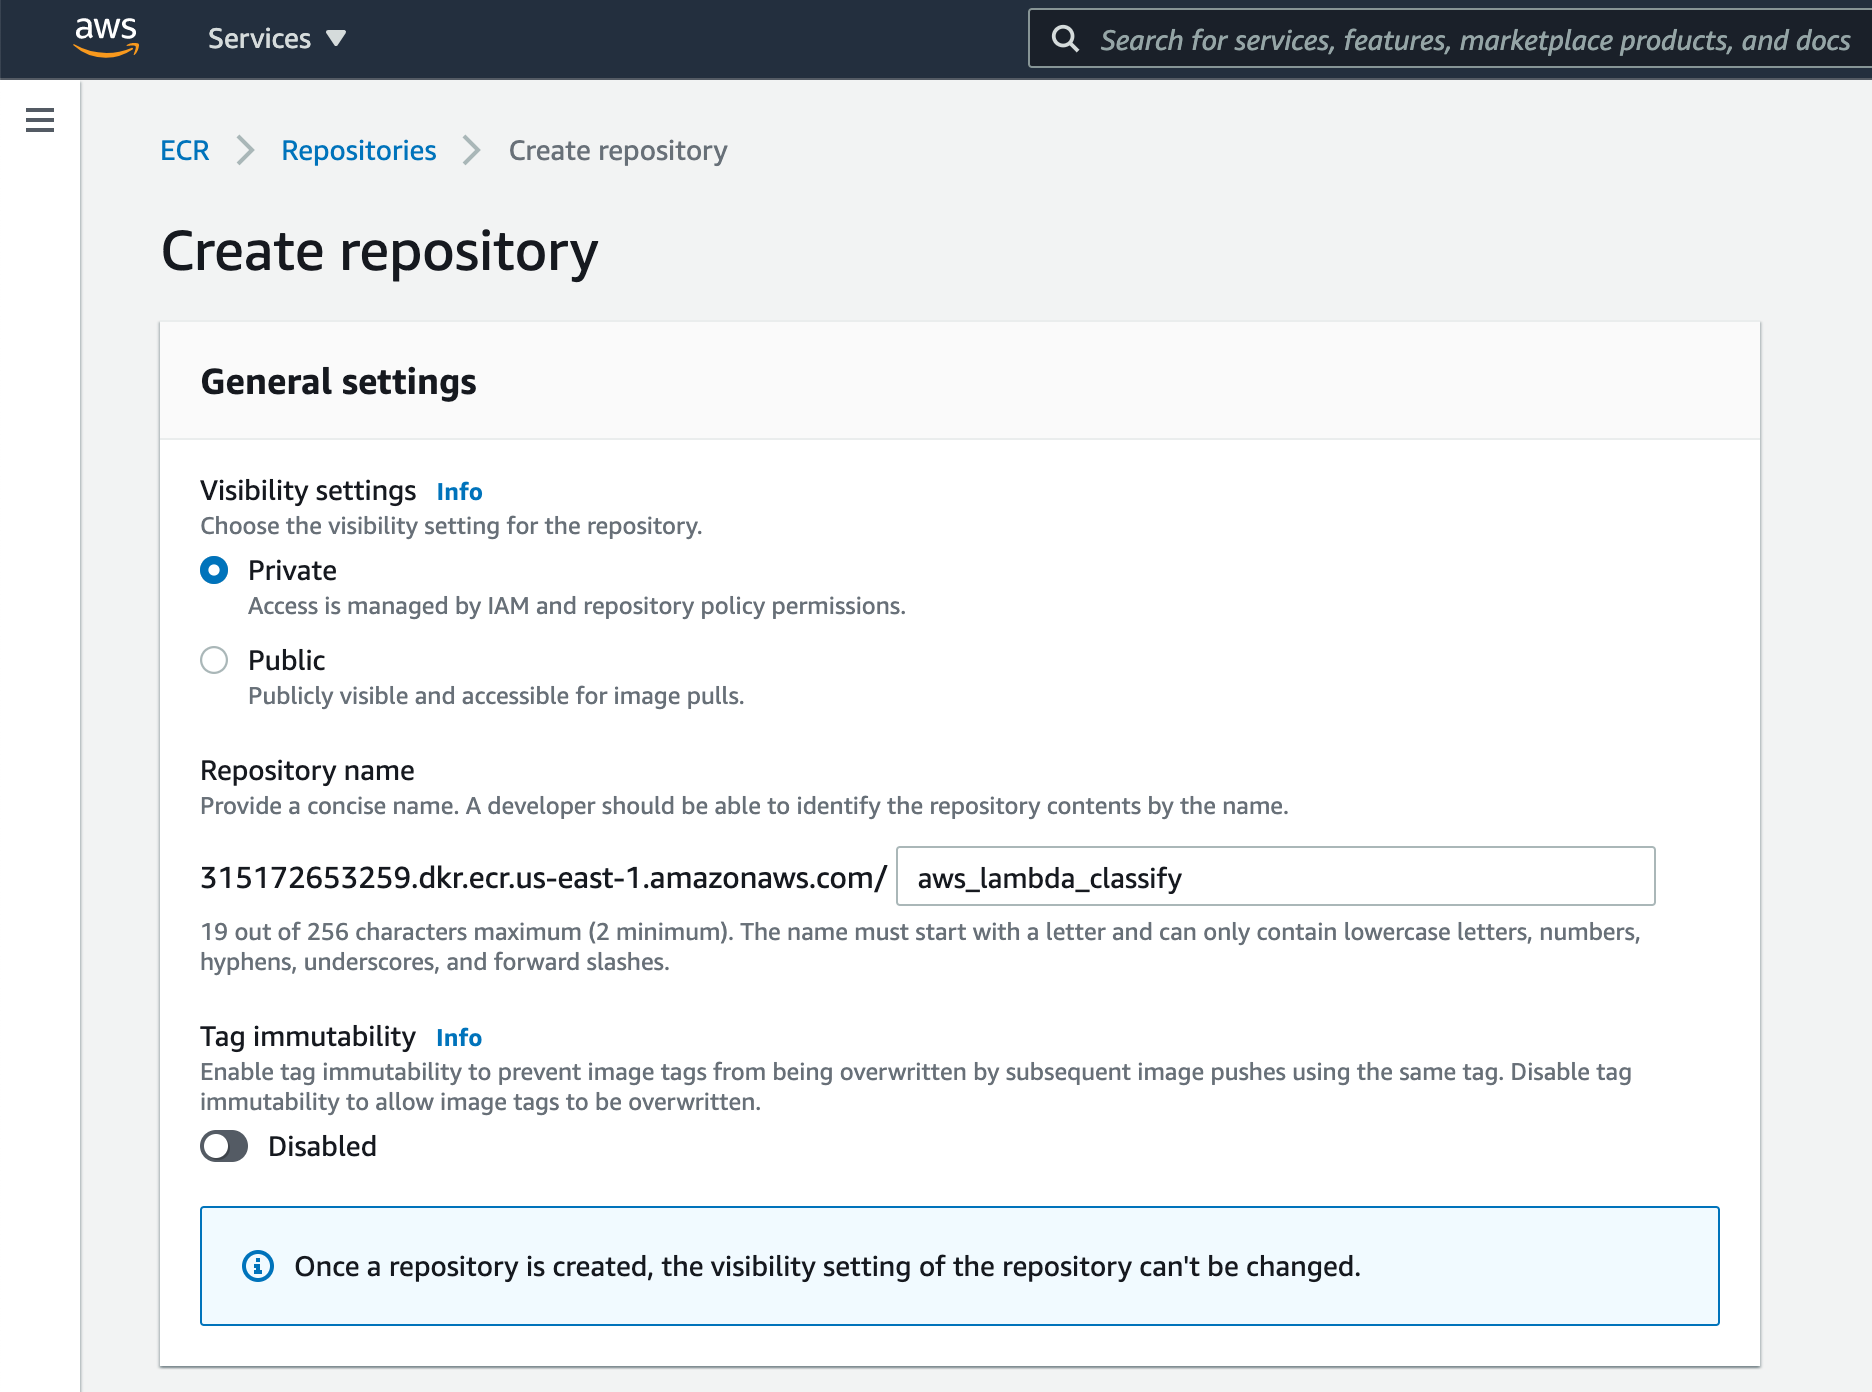 aws
Services
Search for services, features, marketplace products, and docs
ECR
Repositories
Create repository
Create repository
General settings
Visibility settings Info
Choose the visibility setting for the repository.
Private
Access is managed by IAM and repository policy permissions.
Public
Publicly visible and accessible for image pulls.
Repository name
Provide a concise name. A developer should be able to identify the repository contents by the name.
315172653259.dkr.ecr.us-east-1.amazonaws.com/ aws_lambda_classify
19 out of 256 characters maximum (2 minimum). The name must start with a letter and can only contain lowercase letters, numbers,
hyphens, underscores, and forward slashes.
Tag immutability Info
Enable tag immutability to prevent image tags from being overwritten by subsequent image pushes using the same tag. Disable tag
immutability to allow image tags to be overwritten.
Disabled
Once a repository is created, the visibility setting of the repository can't be changed.